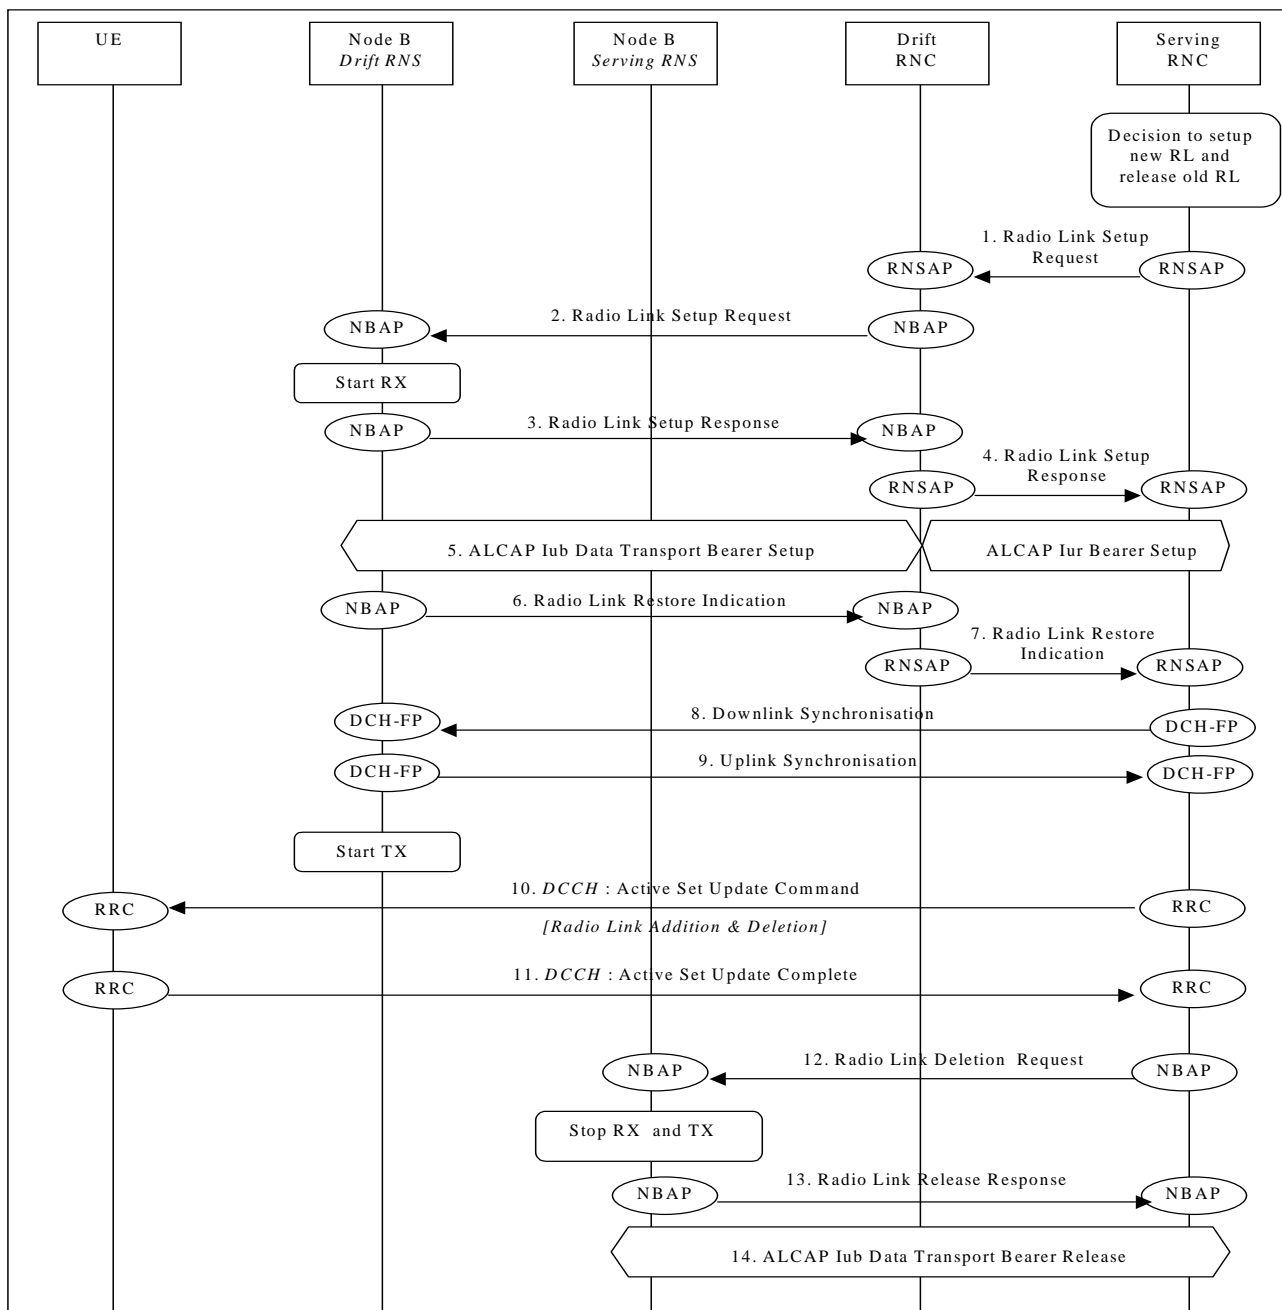 UE
Node B
Drift RNS
Node B
Serving RNS
Drift
RNC
Serving
RNC
Decision to setup
new RL and
release old RL
1. Radio Link Setup
Request
RNSAP
RNSAP
2. Radio Link Setup Request
NBAP
NBAP
Start RX
3. Radio Link Setup Response
NBAP
NBAP
4. Radio Link Setup
Response
RNSAP
RNSAP
5. ALCAP Iub Data Transport Bearer Setup
ALCAP Iur Bearer Setup
6. Radio Link Restore Indication
NBAP
NBAP
7. Radio Link Restore
Indication
RNSAP
RNSAP
8. Downlink Synchronisation
DCH-FP
DCH-FP
9. Uplink Synchronisation
DCH-FP
DCH-FP
Start TX
10. DCCH : Active Set Update Command
RRC
RRC
[Radio Link Addition & Deletion]
11. DCCH : Active Set Update Complete
RRC
RRC
12. Radio Link Deletion Request
NBAP
NBAP
Stop RX and TX
13. Radio Link Release Response
NBAP
NBAP
14. ALCAP Iub Data Transport Bearer Release